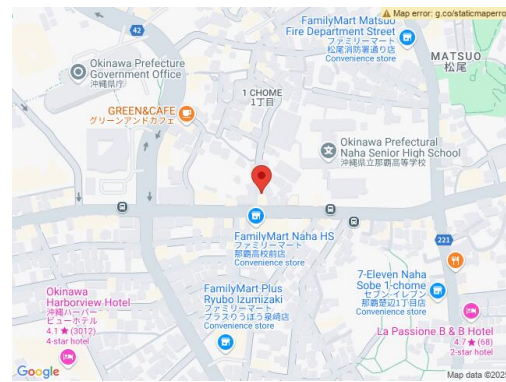 FamilyMart Matsuo
Fire Department Street
ファミリーマート
松尾消防署通り店
Convenience store
Map error: g.co/staticmaperro
42
MATSUO
松尾
Okinawa Prefecture
Government Office
沖縄県庁
1 CHOME
1丁目
GREEN&CAFE
グリーンアンドカフェ
Okinawa Prefectural
Naha Senior High School
沖縄県立那覇高等学校
FamilyMart Naha HS
ファミリーマート
那覇高校前店
Convenience store
221
FamilyMart Plus
Ryubo Izumizaki
ファミリーマート
プラスりうぼう泉崎店
Convenience store
7-Eleven Naha
Sobe 1-chome
セブン-イレブン
那覇楚辺1丁目店
Convenience store
Okinawa
Harborview Hotel
沖縄ハーバー
ビューホテル
4.1 ★ (3012)
4-star hotel
La Passione B & B Hotel
4.7 ★ (68)
2-star hotel
Google
Map data ©2025